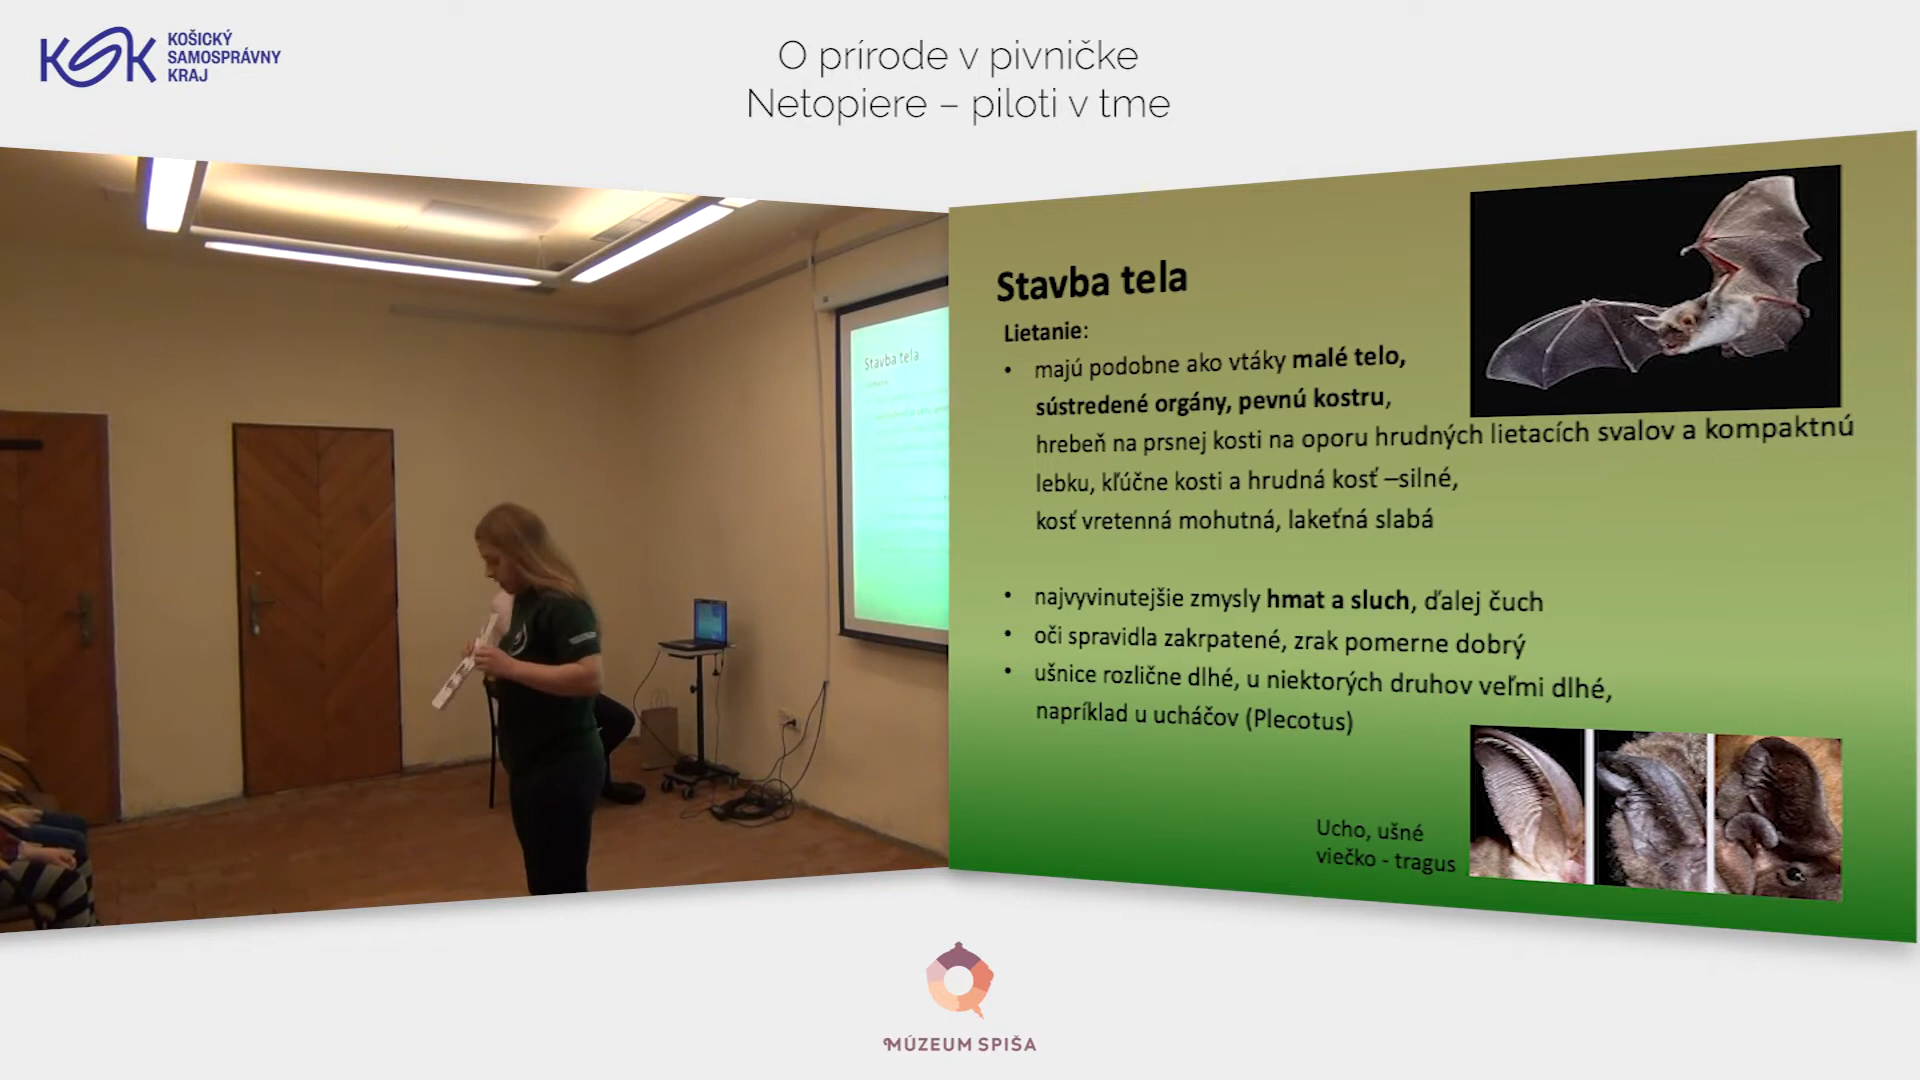 KOŠICKÝ
SAMOSPRÁVNY
KRAJ
O prírode v pivničke
Netopiere – piloti v tme
Stavba tela
Stavba tela
Lietanie:
• majú podobne ako vtáky malé telo,
sústredené orgány, pevnú kostru,
hrebeň na prsnej kosti na oporu hrudných lietacích svalov a kompaktnú
lebku, kľúčne kosti a hrudná kosť –silné,
kosť vretenná mohutná, lakeťná slabá
• najvyvinutejšie zmysly hmat a sluch, ďalej čuch
• oči spravidla zakrpatené, zrak pomerne dobrý
• ušnice rozlične dlhé, u niektorých druhov veľmi dlhé,
napríklad u ucháčov (Plecotus)
Ucho, ušné
viečko - tragus
MÚZEUM SPIŠA